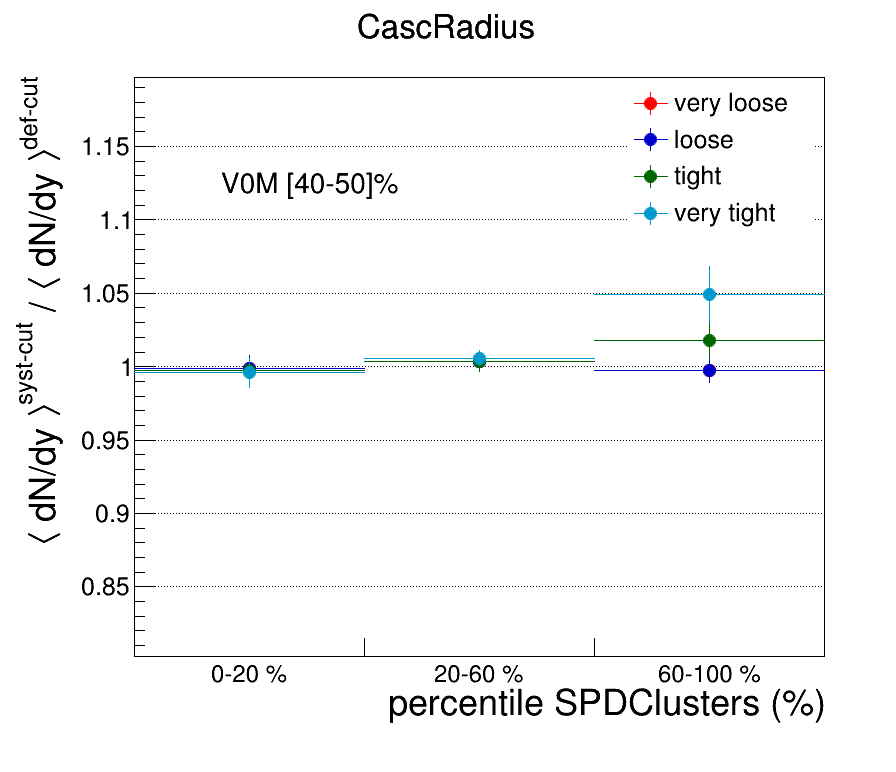 CascRadius
⟨ dN/dy ⟩^syst-cut / ⟨ dN/dy ⟩^def-cut
1.15
1.1
1.05
1
0.95
0.9
0.85
V0M [40-50]%
very loose
loose
tight
very tight
0-20 %
20-60 %
60-100 %
percentile SPDClusters (%)